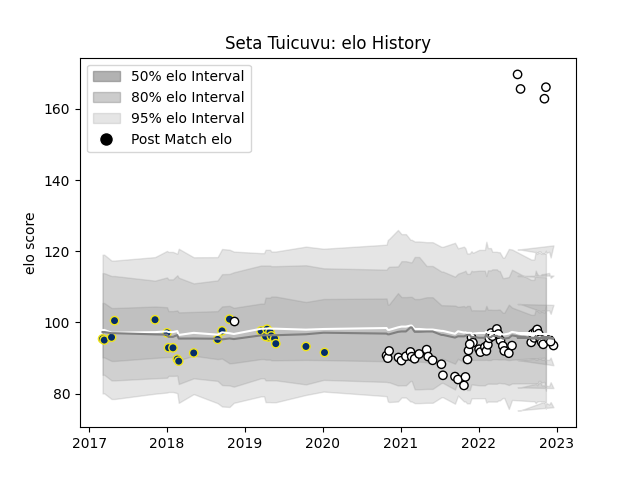 Seta Tuicuvu: elo History
50% elo Interval
80% elo Interval
95% elo Interval
Post Match elo
elo score
160
140
120
100
80
2017 2018 2019 2020 2021 2022 2023